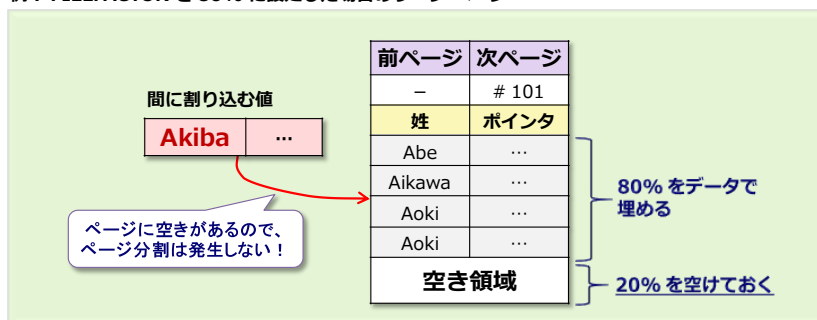 前ページ 次ページ
– # 101
姓 ポインタ
間に割り込む値
Akiba …
Abe …
Aikawa …
Aoki …
Aoki …
空き領域
80% をデータで
埋める
20% を空けておく
ページに空きがあるので、
ページ分割は発生しない！